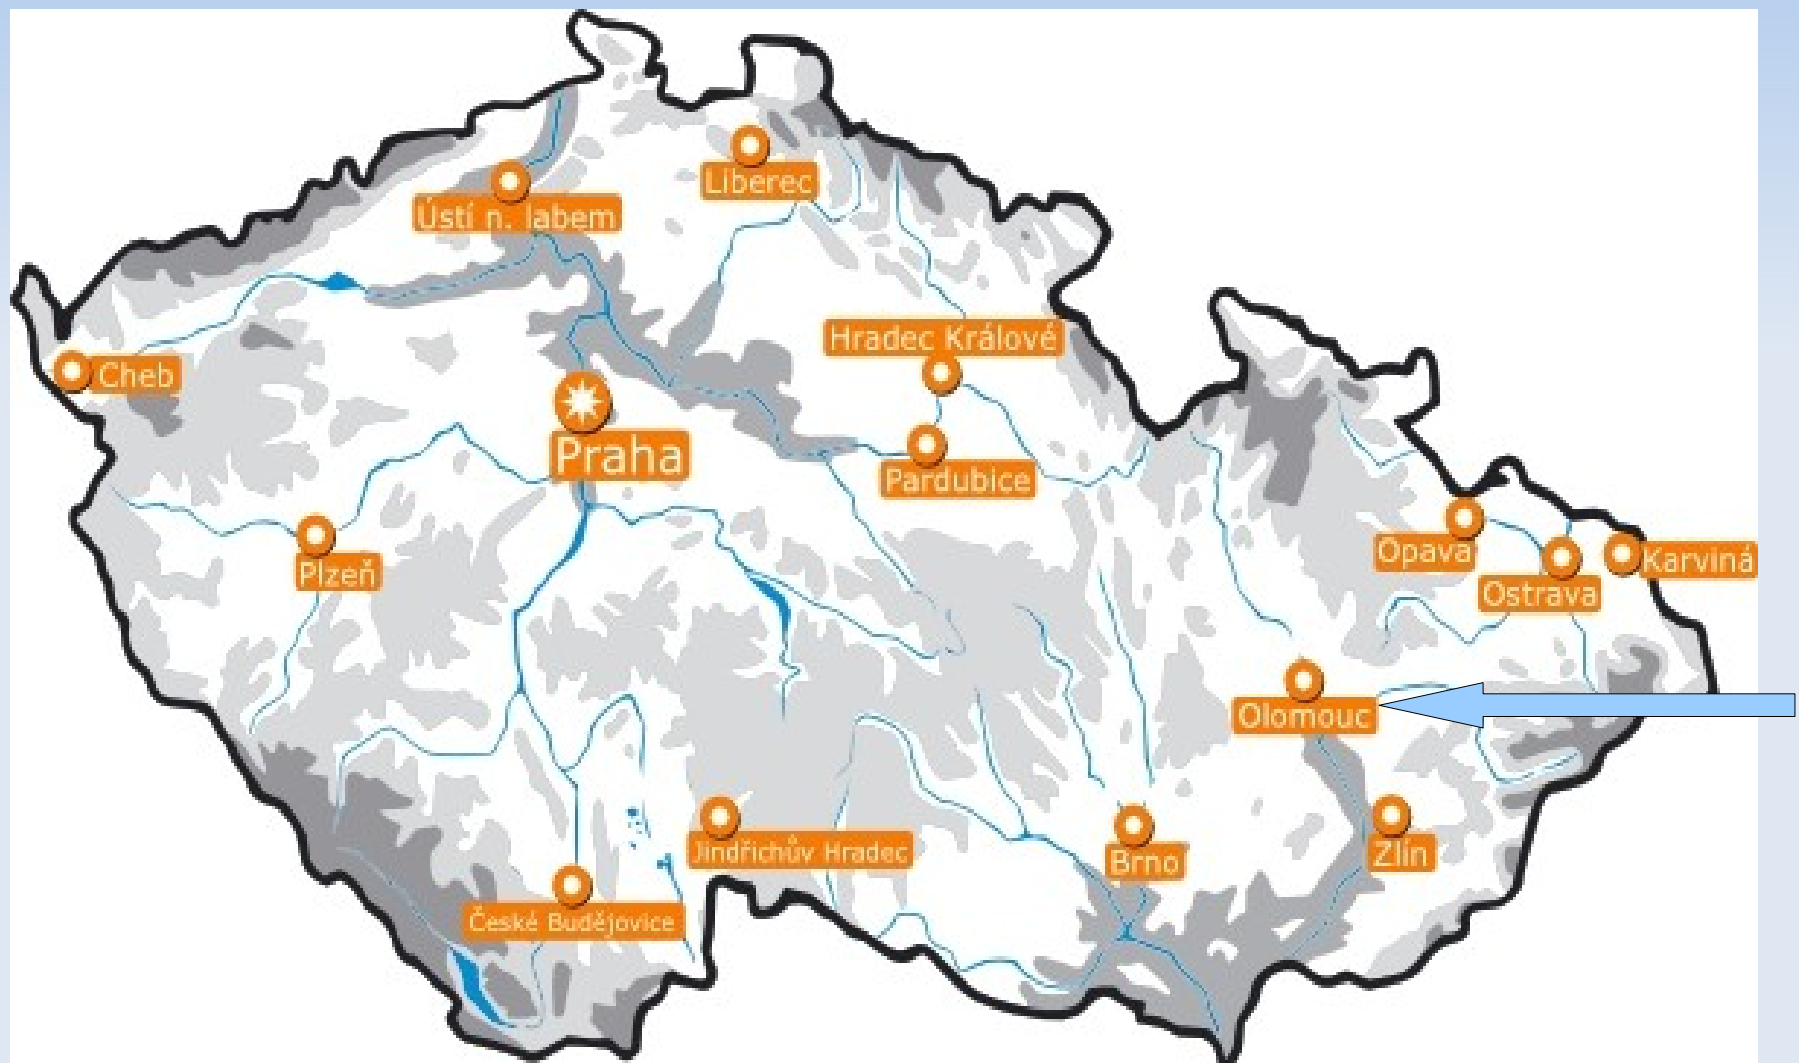 Liberec
Ústí n. labem
Hradec Králové
Cheb
Praha
Pardubice
Opava
Karviná
Plzeň
Ostrava
Olomouc
Jindřichův Hradec
Brno
Zlín
České Budějovice